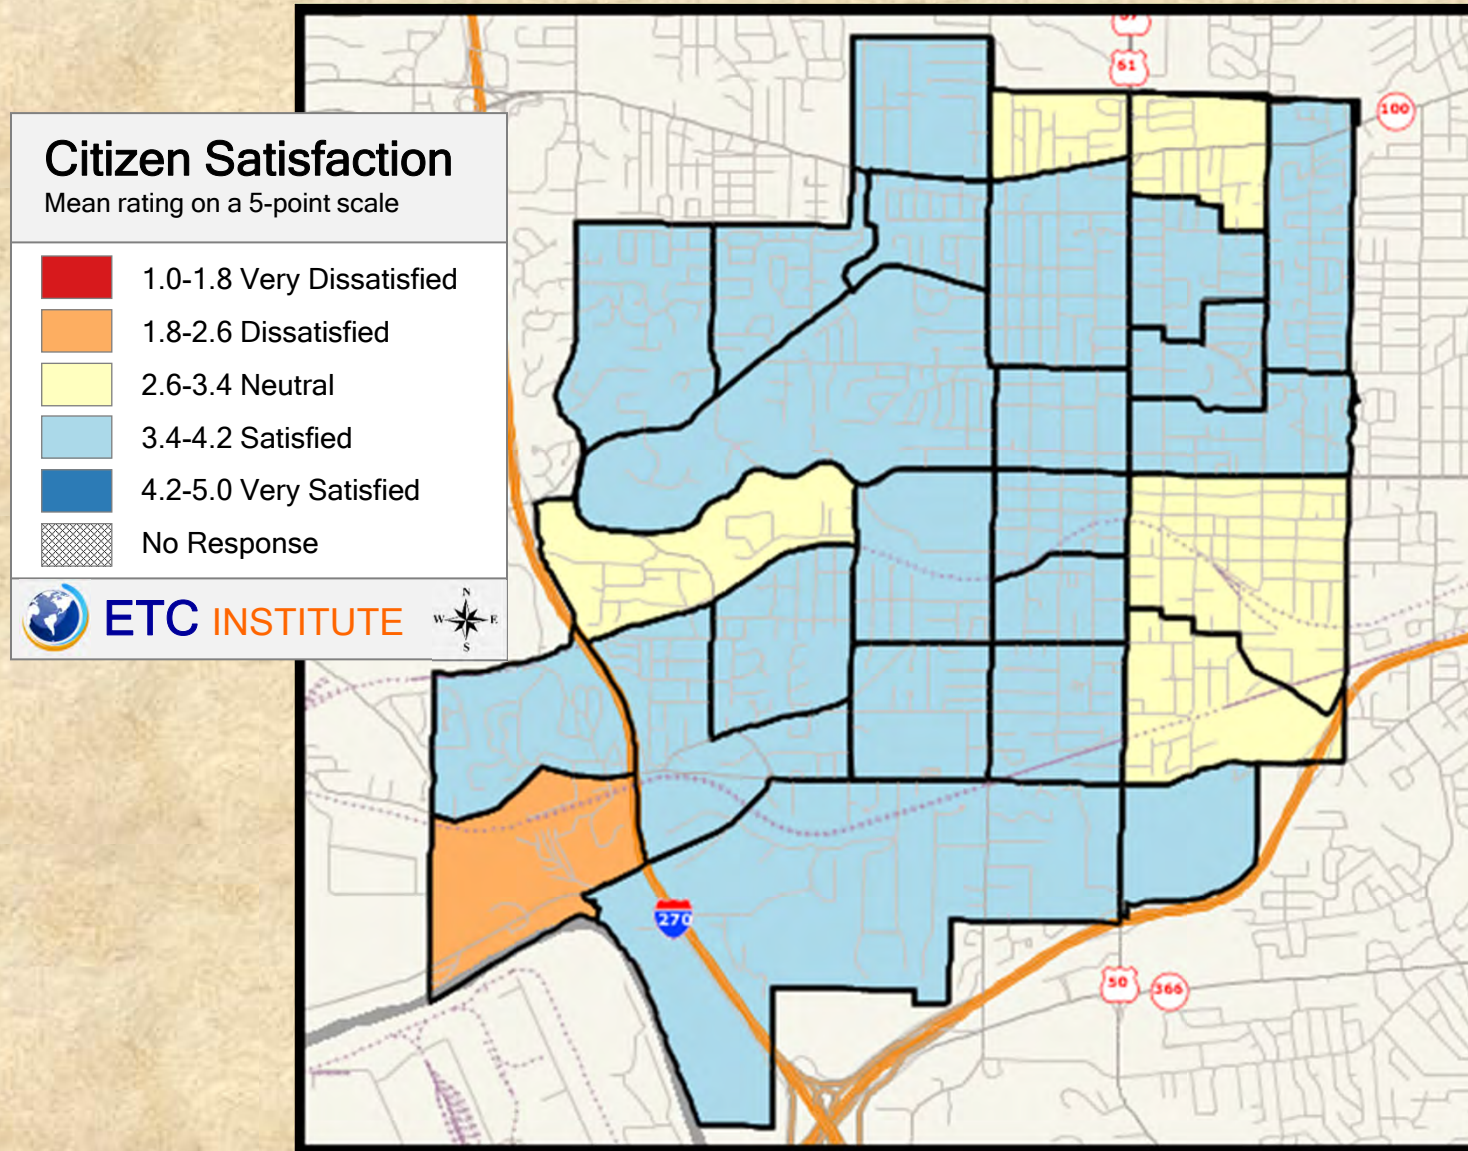 Citizen Satisfaction
Mean rating on a 5-point scale
1.0-1.8 Very Dissatisfied
1.8-2.6 Dissatisfied
2.6-3.4 Neutral
3.4-4.2 Satisfied
4.2-5.0 Very Satisfied
No Response
ETC INSTITUTE
N
W E
S
61
100
270
50
366